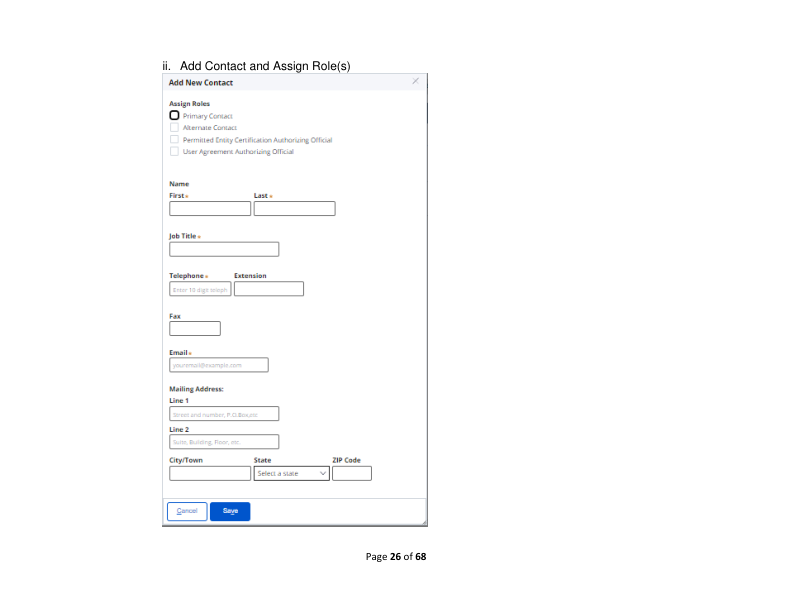 ii. Add Contact and Assign Role(s)
Add New Contact
Assign Roles
Primary Contact
Alternate Contact
Permitted Entity Certification Authorizing Official
User Agreement Authorizing Official
Name
First* Last*
Job Title*
Telephone* Extension
Enter 10 digit teleph
Fax
Email*
youremail@example.com
Mailing Address:
Line 1
Street and number, P.O.Box,etc
Line 2
Suite, Building, Floor, etc.
City/Town State ZIP Code
Select a state
Cancel Save
Page 26 of 68